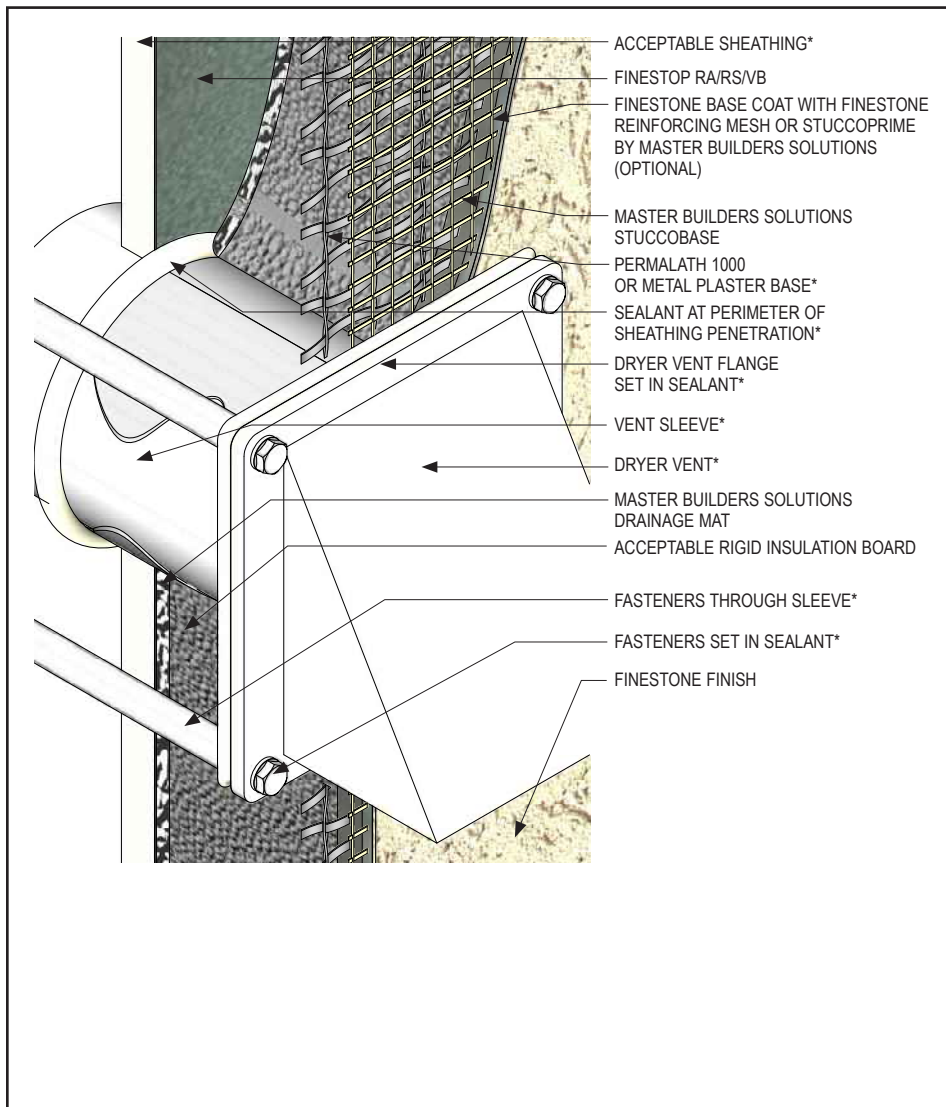 ACCEPTABLE SHEATHING*
FINESTOP RA/RS/VB
FINESTONE BASE COAT WITH FINESTONE
REINFORCING MESH OR STUCCOPRIME
BY MASTER BUILDERS SOLUTIONS
(OPTIONAL)
MASTER BUILDERS SOLUTIONS
STUCCOBASE
PERMALATH 1000
OR METAL PLASTER BASE*
SEALANT AT PERIMETER OF
SHEATHING PENETRATION*
DRYER VENT FLANGE
SET IN SEALANT*
VENT SLEEVE*
DRYER VENT*
MASTER BUILDERS SOLUTIONS
DRAINAGE MAT
ACCEPTABLE RIGID INSULATION BOARD
FASTENERS THROUGH SLEEVE*
FASTENERS SET IN SEALANT*
FINESTONE FINISH